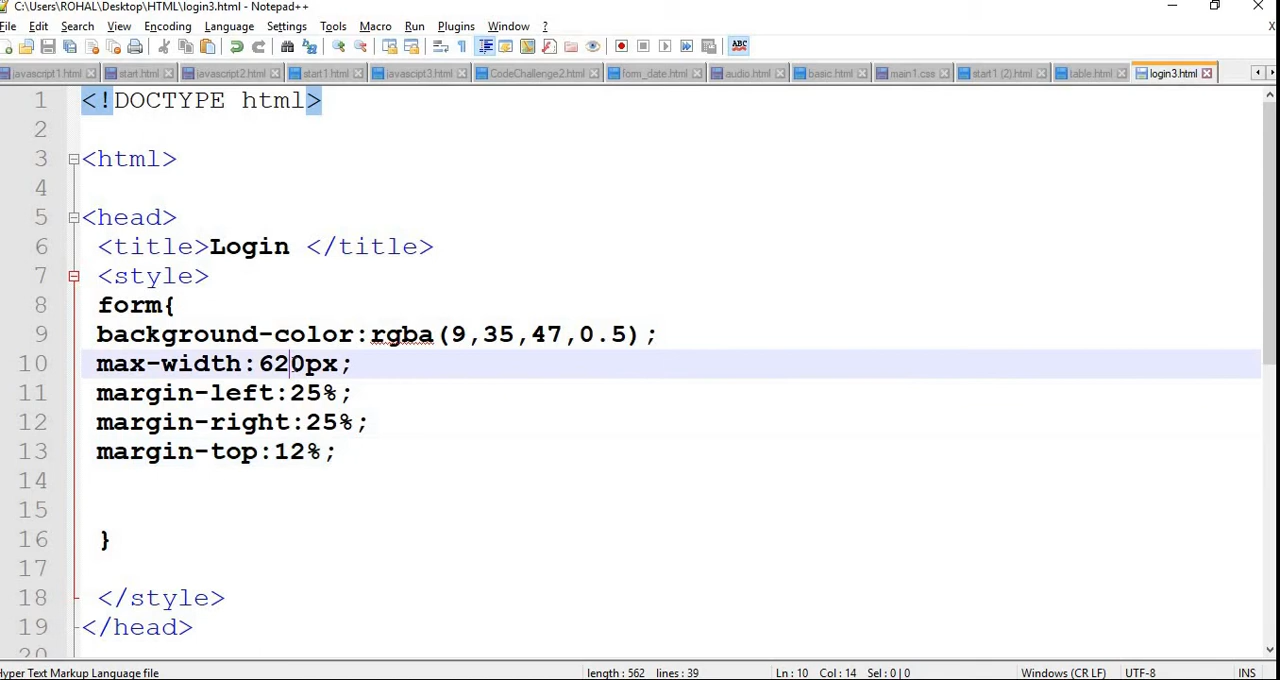 C:\Users\ROHAL\Desktop\HTML\login3.html - Notepad++
File Edit Search View Encoding Language Settings Tools Macro Run Plugins Window ?
javascript1.html start.html javascript2.html start1.html javascipt3.html CodeChallenge2.html form_date.html audio.html basic.html main1.css start1 (2).html table.html login3.html
1 <!DOCTYPE html>
2
3 <html>
4
5 <head>
6 <title>Login </title>
7 <style>
8 form{
9 background-color:rgba(9,35,47,0.5);
10 max-width:620px;
11 margin-left:25%;
12 margin-right:25%;
13 margin-top:12%;
14
15
16 }
17
18 </style>
19 </head>
20
Hyper Text Markup Language file length : 562 lines : 39 Ln : 10 Col : 14 Sel : 0 | 0 Windows (CR LF) UTF-8 INS